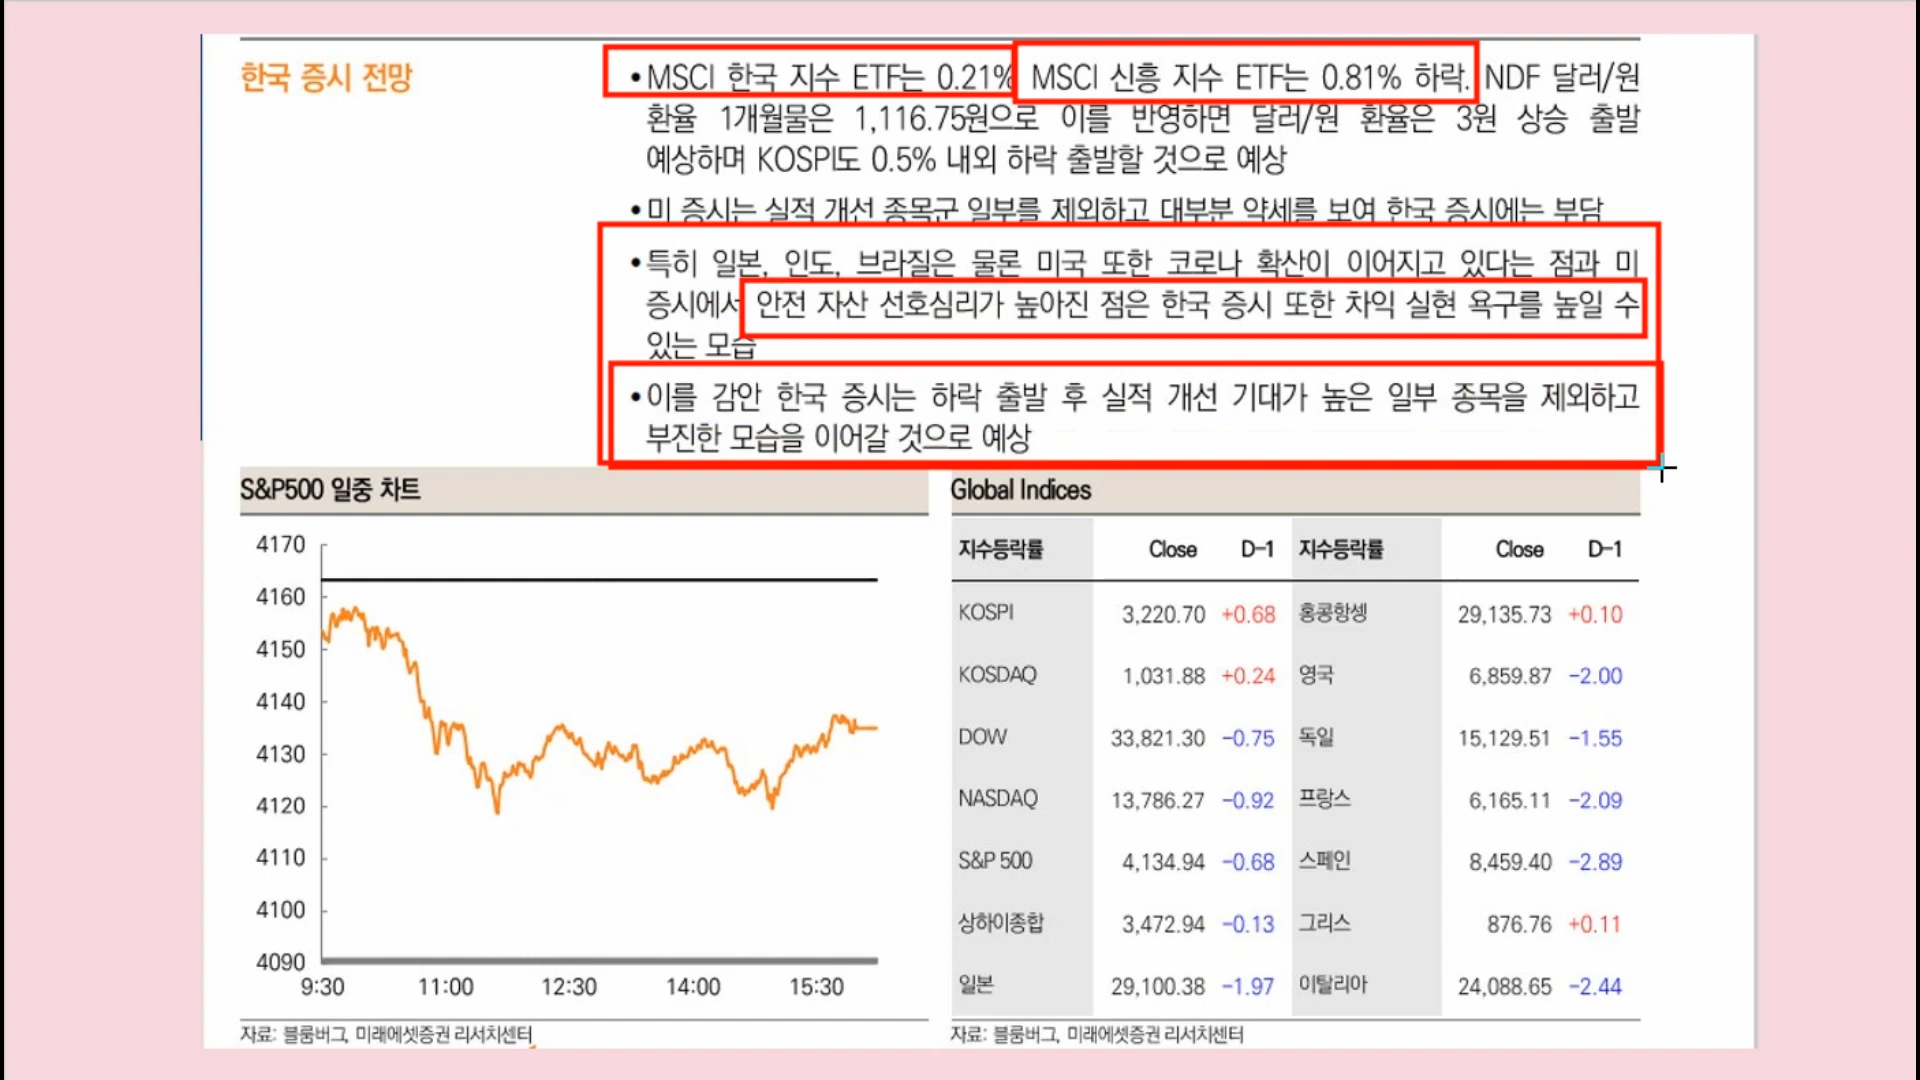 한국 증시 전망
•MSCI 한국 지수 ETF는 0.21% MSCI 신흥 지수 ETF는 0.81% 하락. NDF 달러/원
환율 1개월물은 1,116.75원으로 이를 반영하면 달러/원 환율은 3원 상승 출발
예상하며 KOSPI도 0.5% 내외 하락 출발할 것으로 예상
•미 증시는 실적 개선 종목군 일부를 제외하고 대부분 약세를 보여 한국 증시에는 부담
•특히 일본, 인도, 브라질은 물론 미국 또한 코로나 확산이 이어지고 있다는 점과 미
증시에서 안전 자산 선호심리가 높아진 점은 한국 증시 또한 차익 실현 욕구를 높일 수
있는 모습
•이를 감안 한국 증시는 하락 출발 후 실적 개선 기대가 높은 일부 종목을 제외하고
부진한 모습을 이어갈 것으로 예상
S&P500 일중 차트
4170
4160
4150
4140
4130
4120
4110
4100
4090
9:30 11:00 12:30 14:00 15:30
자료: 블룸버그, 미래에셋증권 리서치센터
Global Indices
지수등락률 Close D-1 지수등락률 Close D-1
KOSPI 3,220.70 +0.68 홍콩항셍 29,135.73 +0.10
KOSDAQ 1,031.88 +0.24 영국 6,859.87 -2.00
DOW 33,821.30 -0.75 독일 15,129.51 -1.55
NASDAQ 13,786.27 -0.92 프랑스 6,165.11 -2.09
S&P 500 4,134.94 -0.68 스페인 8,459.40 -2.89
상하이종합 3,472.94 -0.13 그리스 876.76 +0.11
일본 29,100.38 -1.97 이탈리아 24,088.65 -2.44
자료: 블룸버그, 미래에셋증권 리서치센터